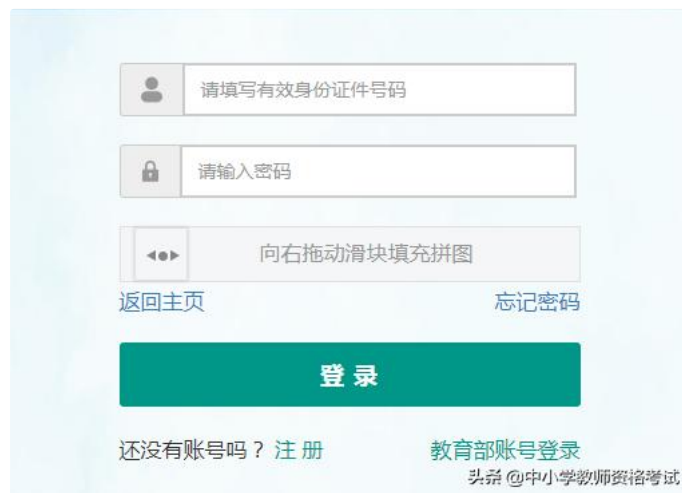 请填写有效身份证件号码
请输入密码
向右拖动滑块填充拼图
返回主页 忘记密码
登录
还没有账号吗？注册 教育部账号登录
头条 @中小学教师资格考试